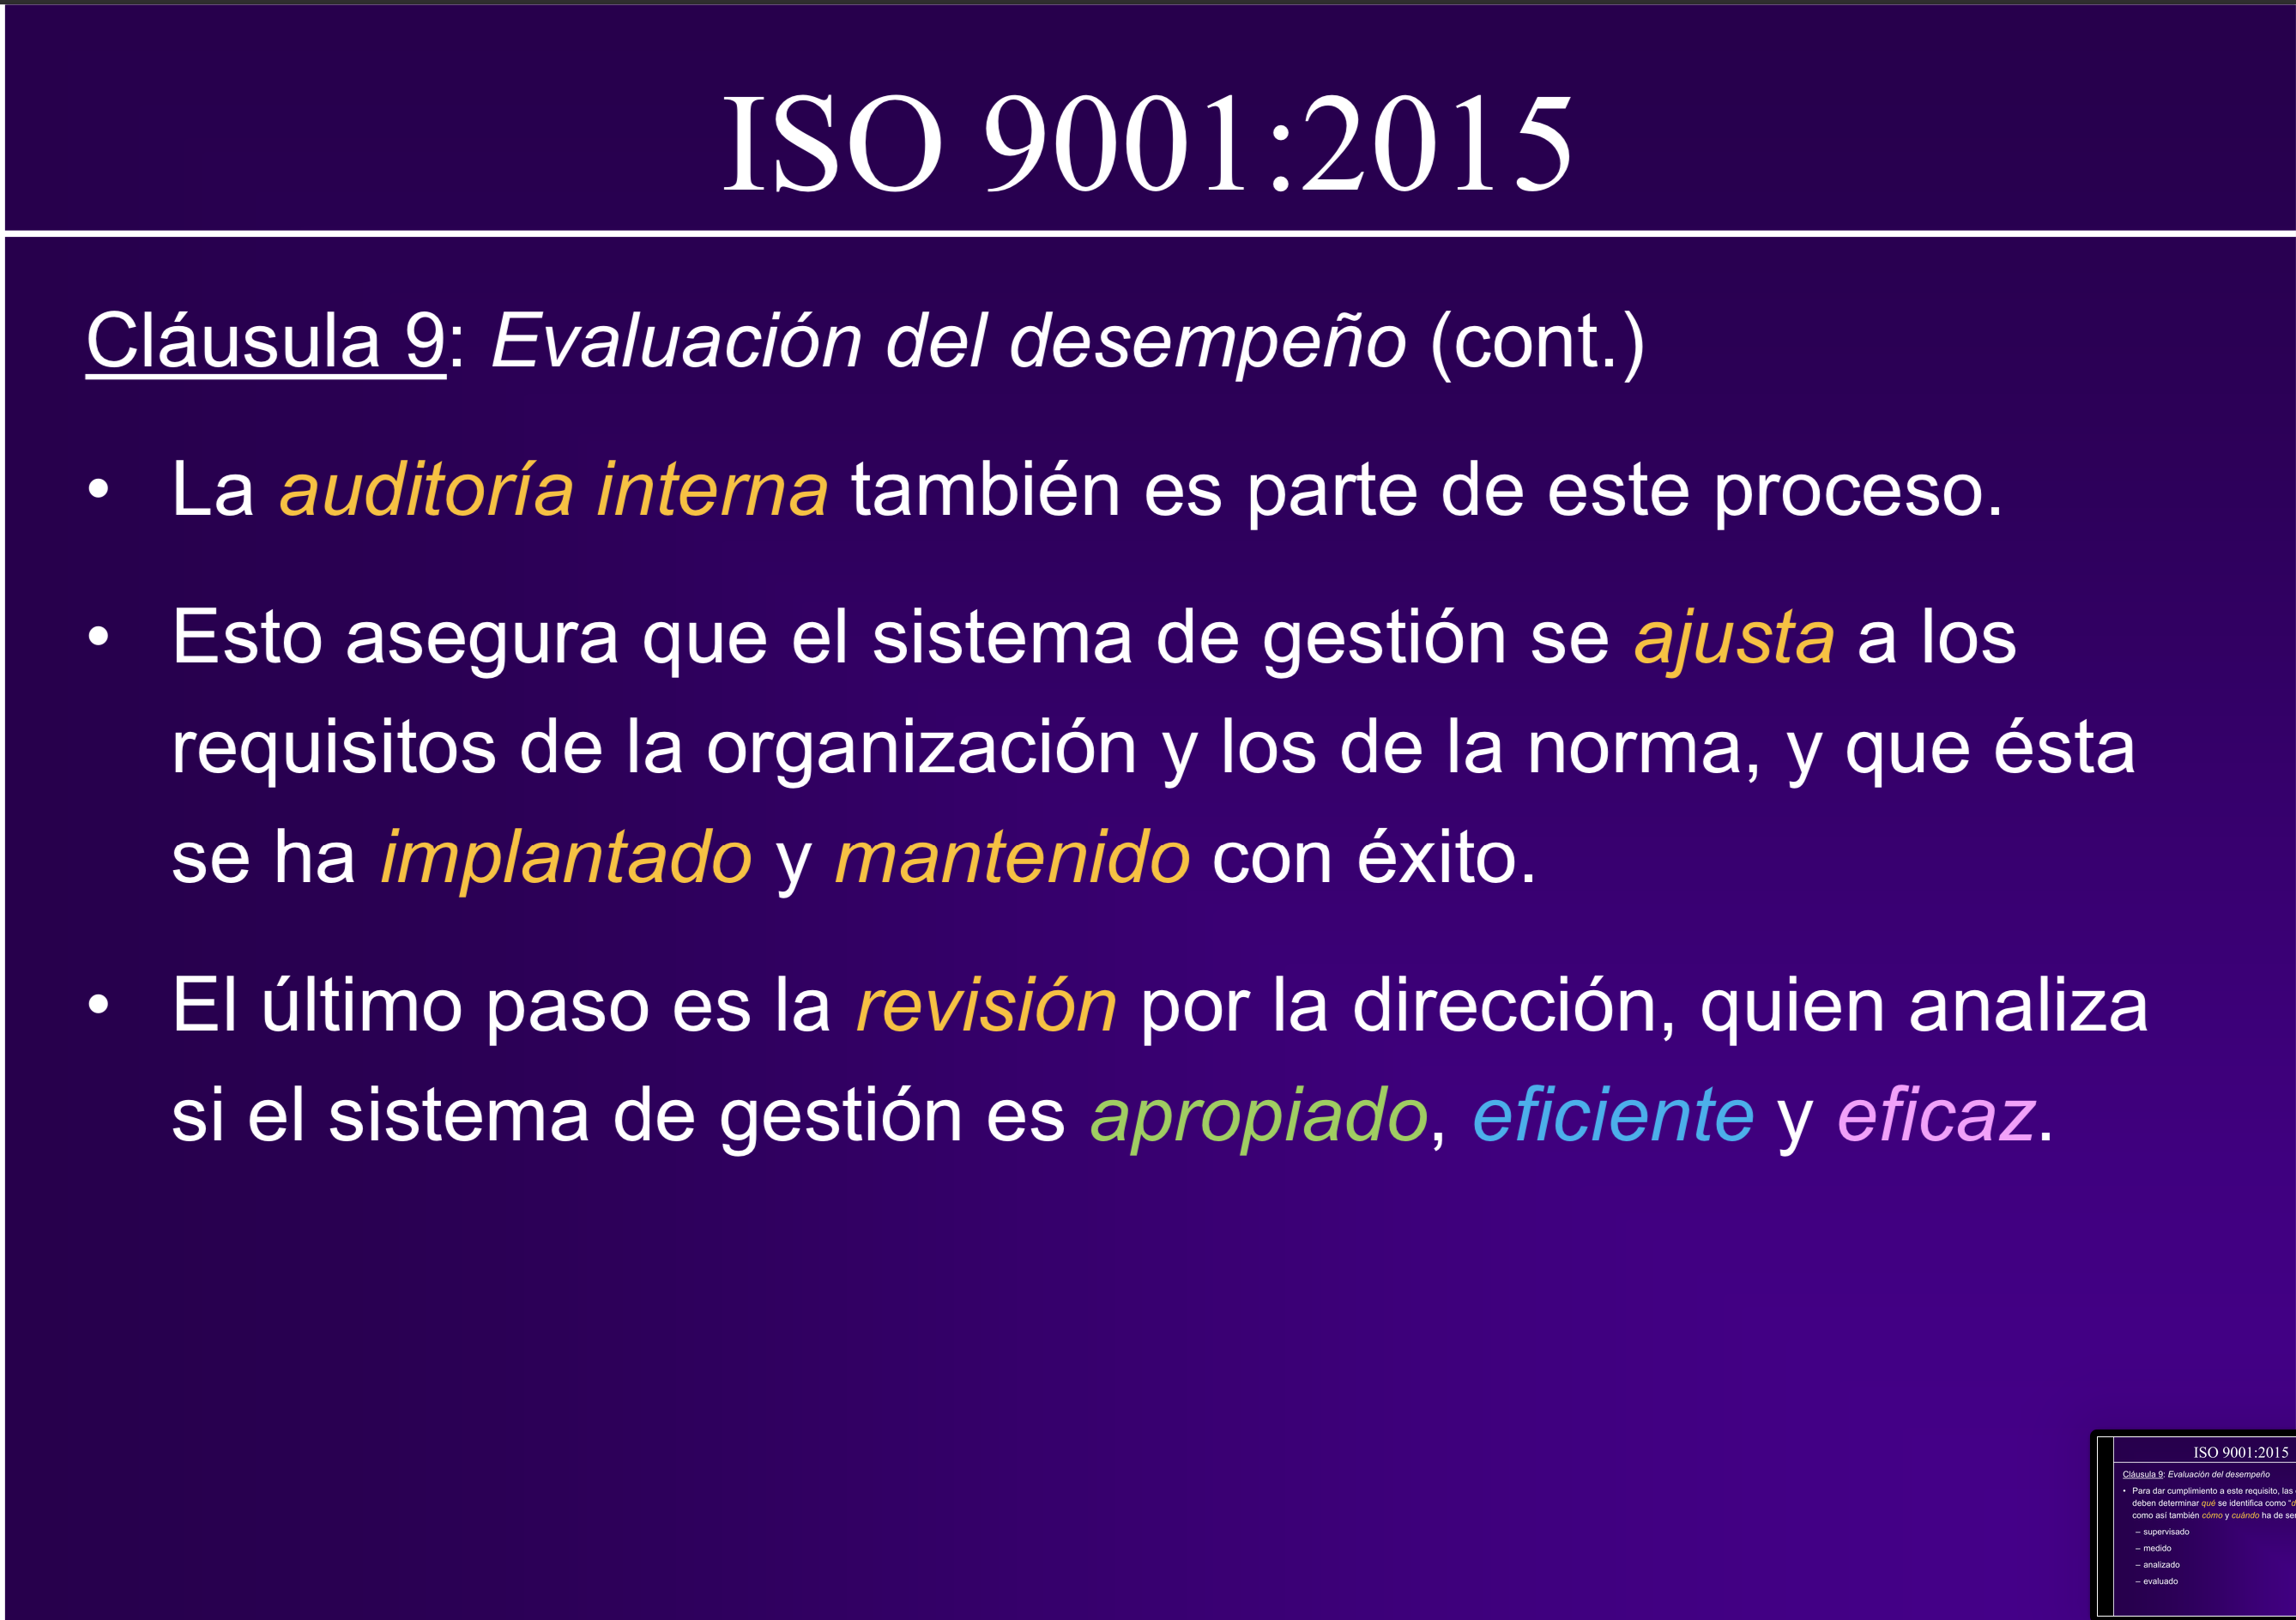 ISO 9001:2015
Cláusula 9: Evaluación del desempeño (cont.)
• La auditoría interna también es parte de este proceso.
• Esto asegura que el sistema de gestión se ajusta a los
requisitos de la organización y los de la norma, y que ésta
se ha implantado y mantenido con éxito.
• El último paso es la revisión por la dirección, quien analiza
si el sistema de gestión es apropiado, eficiente y eficaz.
ISO 9001:2015
Cláusula 9: Evaluación del desempeño
• Para dar cumplimiento a este requisito, las
deben determinar qué se identifica como
como así también cómo y cuándo ha de
– supervisado
– medido
– analizado
– evaluado